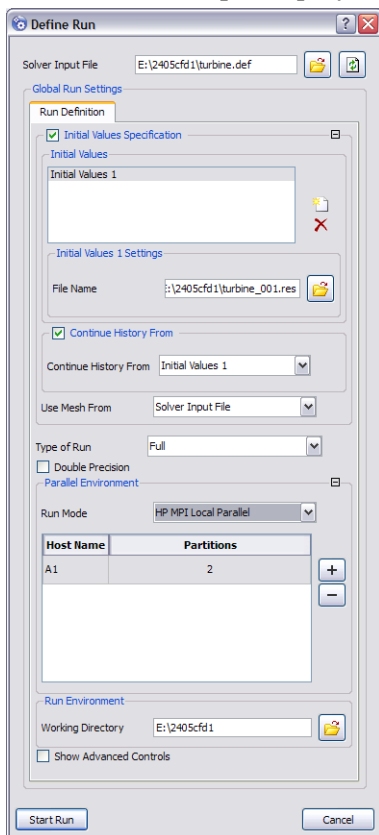 Define Run
Solver Input File E:\2405cfd1\turbine.def
Global Run Settings
Run Definition
Initial Values Specification
Initial Values
Initial Values 1
Initial Values 1 Settings
File Name :\2405cfd1\turbine_001.res
Continue History From
Continue History From Initial Values 1
Use Mesh From Solver Input File
Type of Run Full
Double Precision
Parallel Environment
Run Mode HP MPI Local Parallel
Host Name Partitions
A1 2
Run Environment
Working Directory E:\2405cfd1
Show Advanced Controls
Start Run Cancel